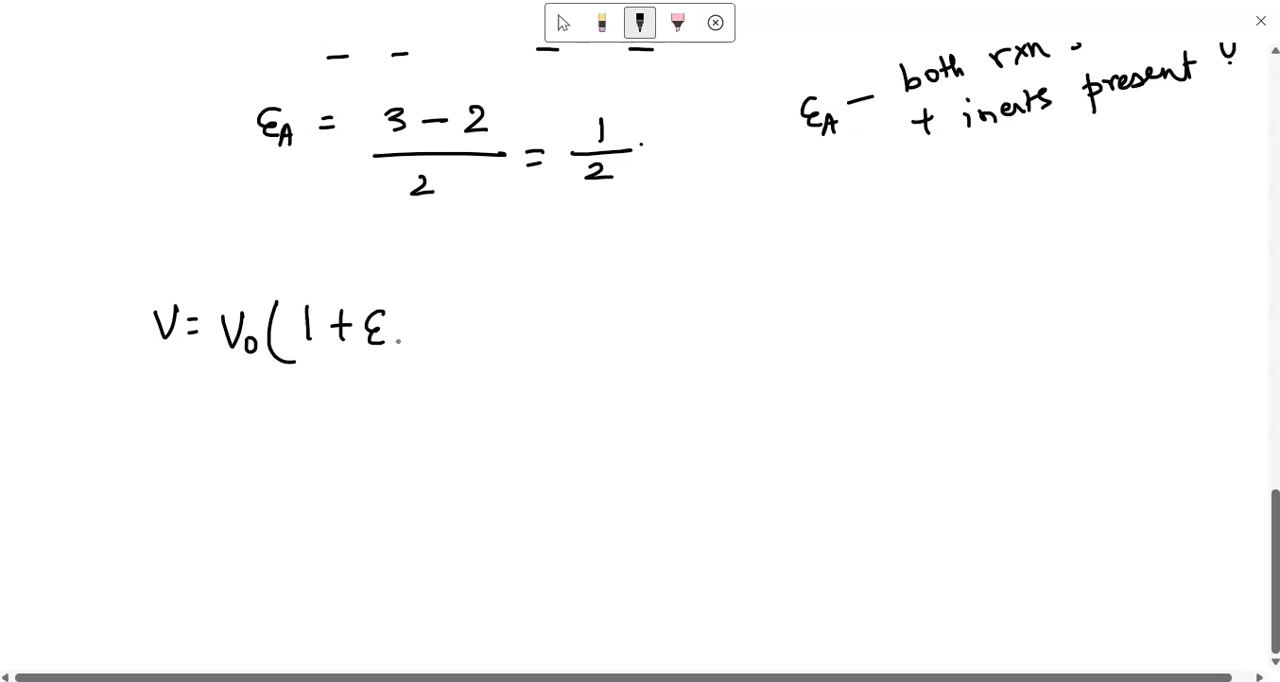 εA = 3 - 2 / 2 = 1 / 2 .
εA — both rxn
+ inerts present
V = V0 ( 1 + ε